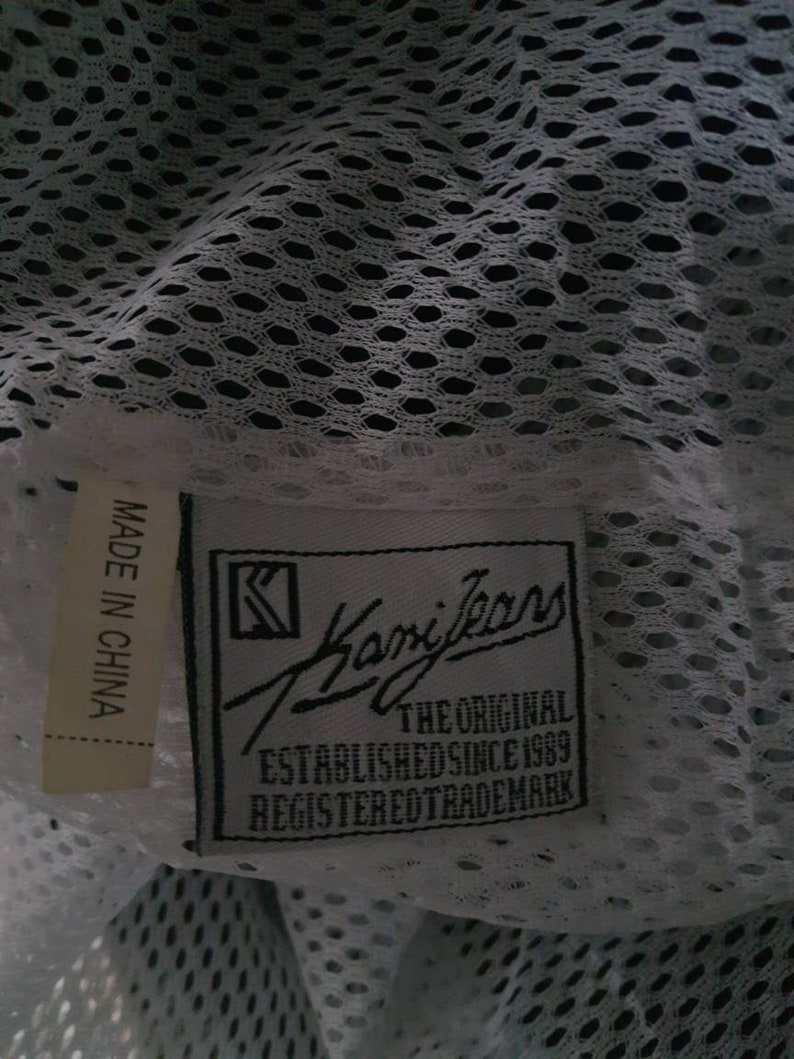 MADE IN CHINA
K
Kani Jeans
THE ORIGINAL
ESTABLISHED SINCE 1989
REGISTERED TRADEMARK